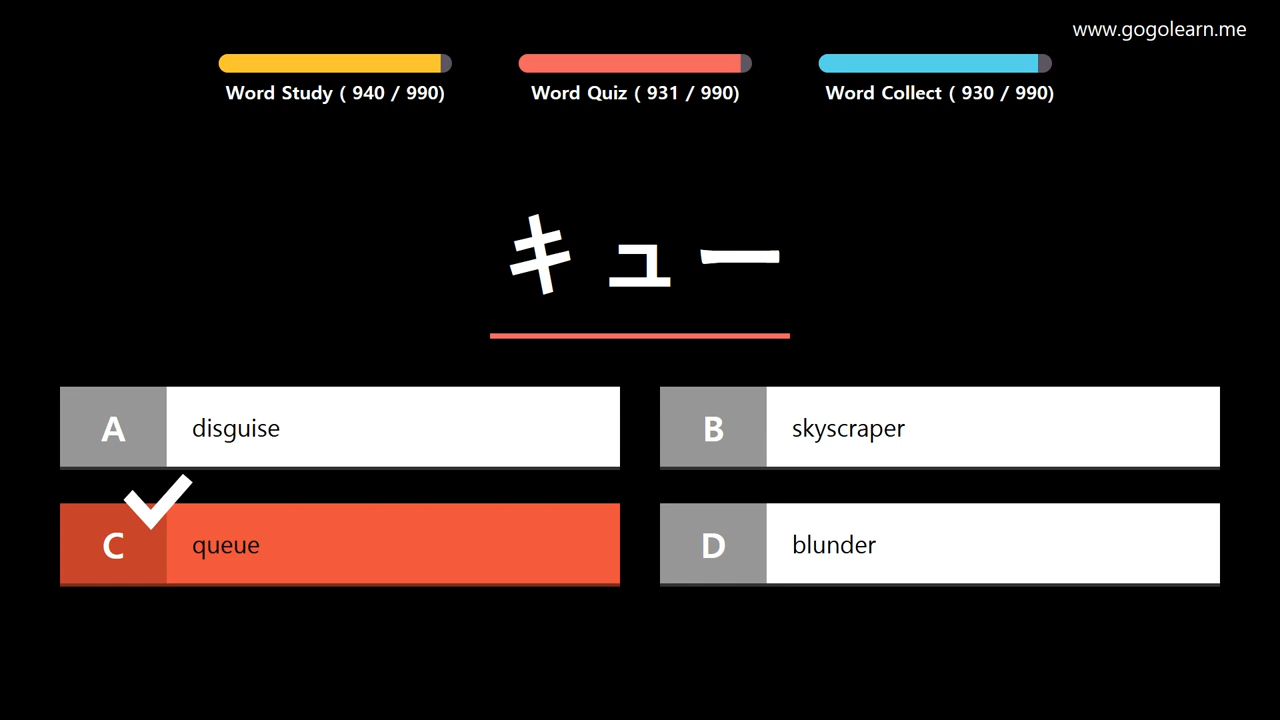 www.gogolearn.me
Word Study ( 940 / 990)
Word Quiz ( 931 / 990)
Word Collect ( 930 / 990)
キュー
A disguise
B skyscraper
C queue
D blunder